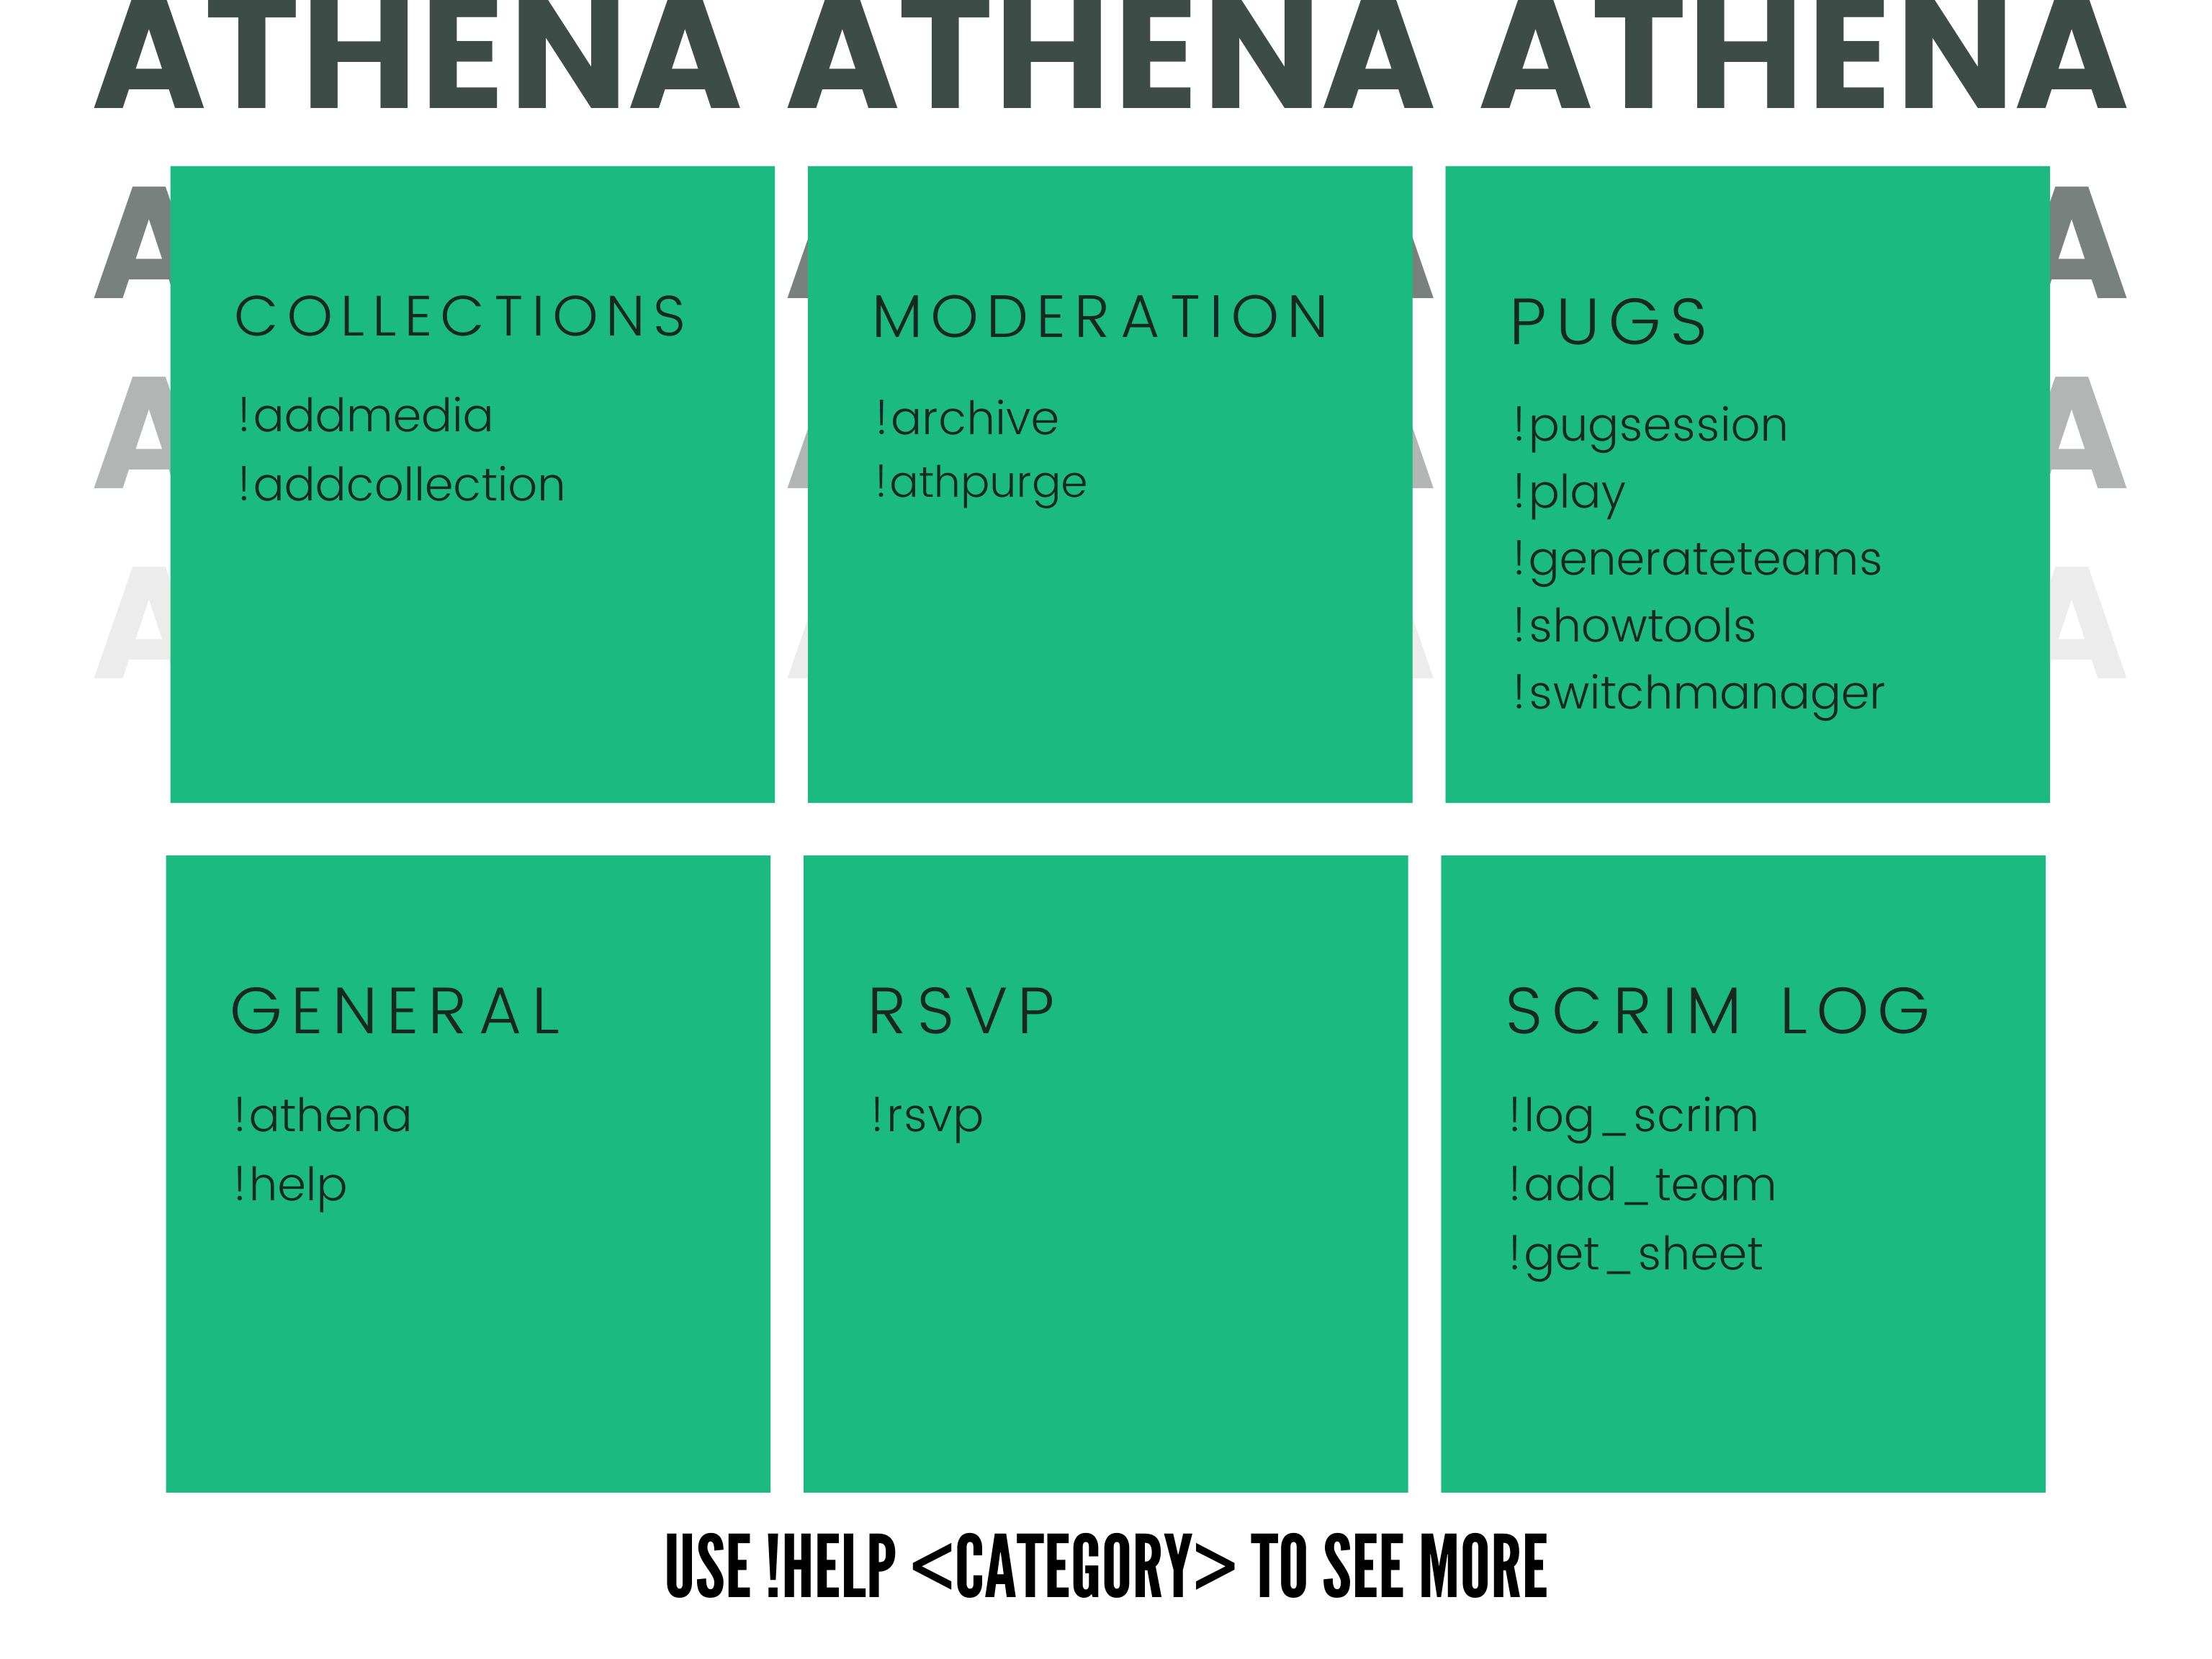 ATHENA ATHENA ATHENA
A A A A
COLLECTIONS
!addmedia
!addcollection
MODERATION
!archive
!athpurge
PUGS
!pugsession
!play
!generateteams
!showtools
!switchmanager
GENERAL
!athena
!help
RSVP
!rsvp
SCRIM LOG
!log_scrim
!add_team
!get_sheet
USE !HELP <CATEGORY> TO SEE MORE